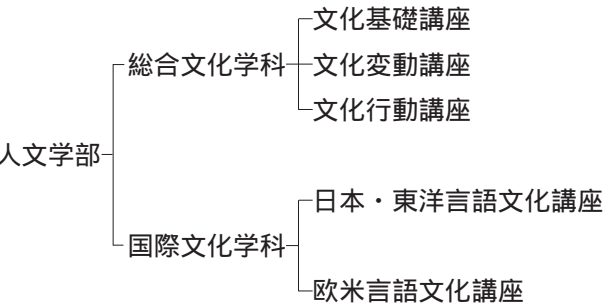 人文学部
総合文化学科
文化基礎講座
文化変動講座
文化行動講座
国際文化学科
日本・東洋言語文化講座
欧米言語文化講座